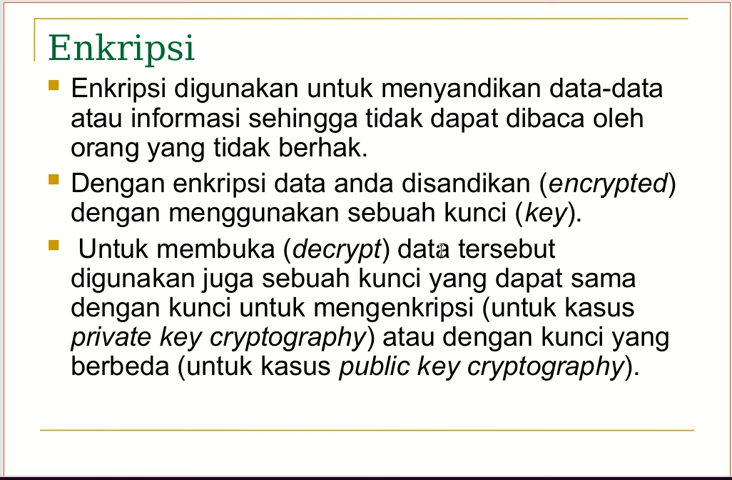 Enkripsi
Enkripsi digunakan untuk menyandikan data-data
atau informasi sehingga tidak dapat dibaca oleh
orang yang tidak berhak.
Dengan enkripsi data anda disandikan (encrypted)
dengan menggunakan sebuah kunci (key).
Untuk membuka (decrypt) data tersebut
digunakan juga sebuah kunci yang dapat sama
dengan kunci untuk mengenkripsi (untuk kasus
private key cryptography) atau dengan kunci yang
berbeda (untuk kasus public key cryptography).